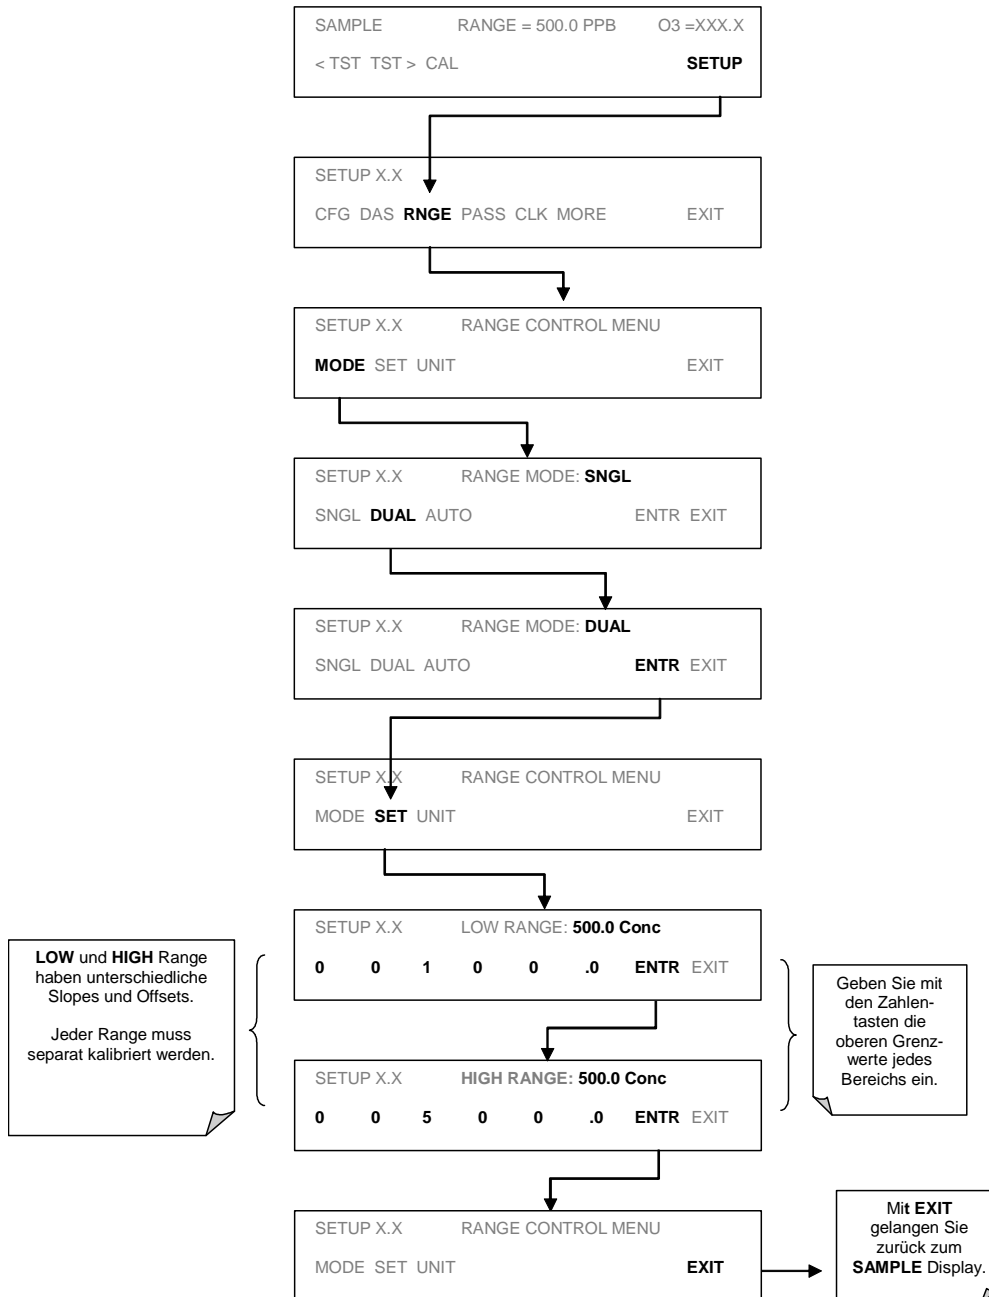 SAMPLE RANGE = 500.0 PPB O3 =XXX.X
< TST TST > CAL SETUP
SETUP X.X
CFG DAS RNGE PASS CLK MORE EXIT
SETUP X.X RANGE CONTROL MENU
MODE SET UNIT EXIT
SETUP X.X RANGE MODE: SNGL
SNGL DUAL AUTO ENTR EXIT
SETUP X.X RANGE MODE: DUAL
SNGL DUAL AUTO ENTR EXIT
SETUP X.X RANGE CONTROL MENU
MODE SET UNIT EXIT
SETUP X.X LOW RANGE: 500.0 Conc
0 0 1 0 0 .0 ENTR EXIT
LOW und HIGH Range
haben unterschiedliche
Slopes und Offsets.
Jeder Range muss
separat kalibriert werden.
Geben Sie mit
den Zahlen-
tasten die
oberen Grenz-
werte jedes
Bereichs ein.
SETUP X.X HIGH RANGE: 500.0 Conc
0 0 5 0 0 .0 ENTR EXIT
SETUP X.X RANGE CONTROL MENU
MODE SET UNIT EXIT
Mit EXIT
gelangen Sie
zurück zum
SAMPLE Display.